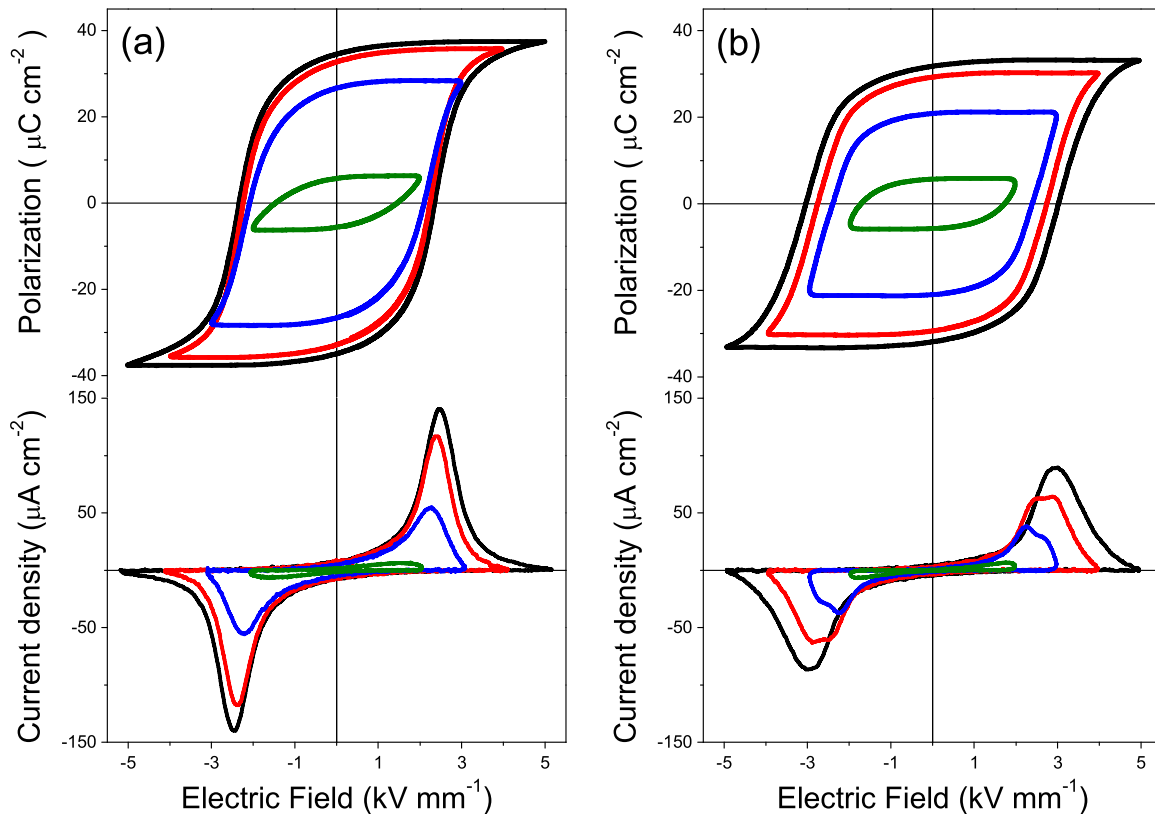 (a)
(b)
40
20
0
-20
-40
Polarization ( μC cm-2)
40
20
0
-20
-40
Polarization ( μC cm-2)
150
50
-50
-150
Current density (μA cm-2)
150
50
-50
-150
Current density (μA cm-2)
-5 -3 -1 1 3 5
Electric Field (kV mm-1)
-5 -3 -1 1 3 5
Electric Field (kV mm-1)